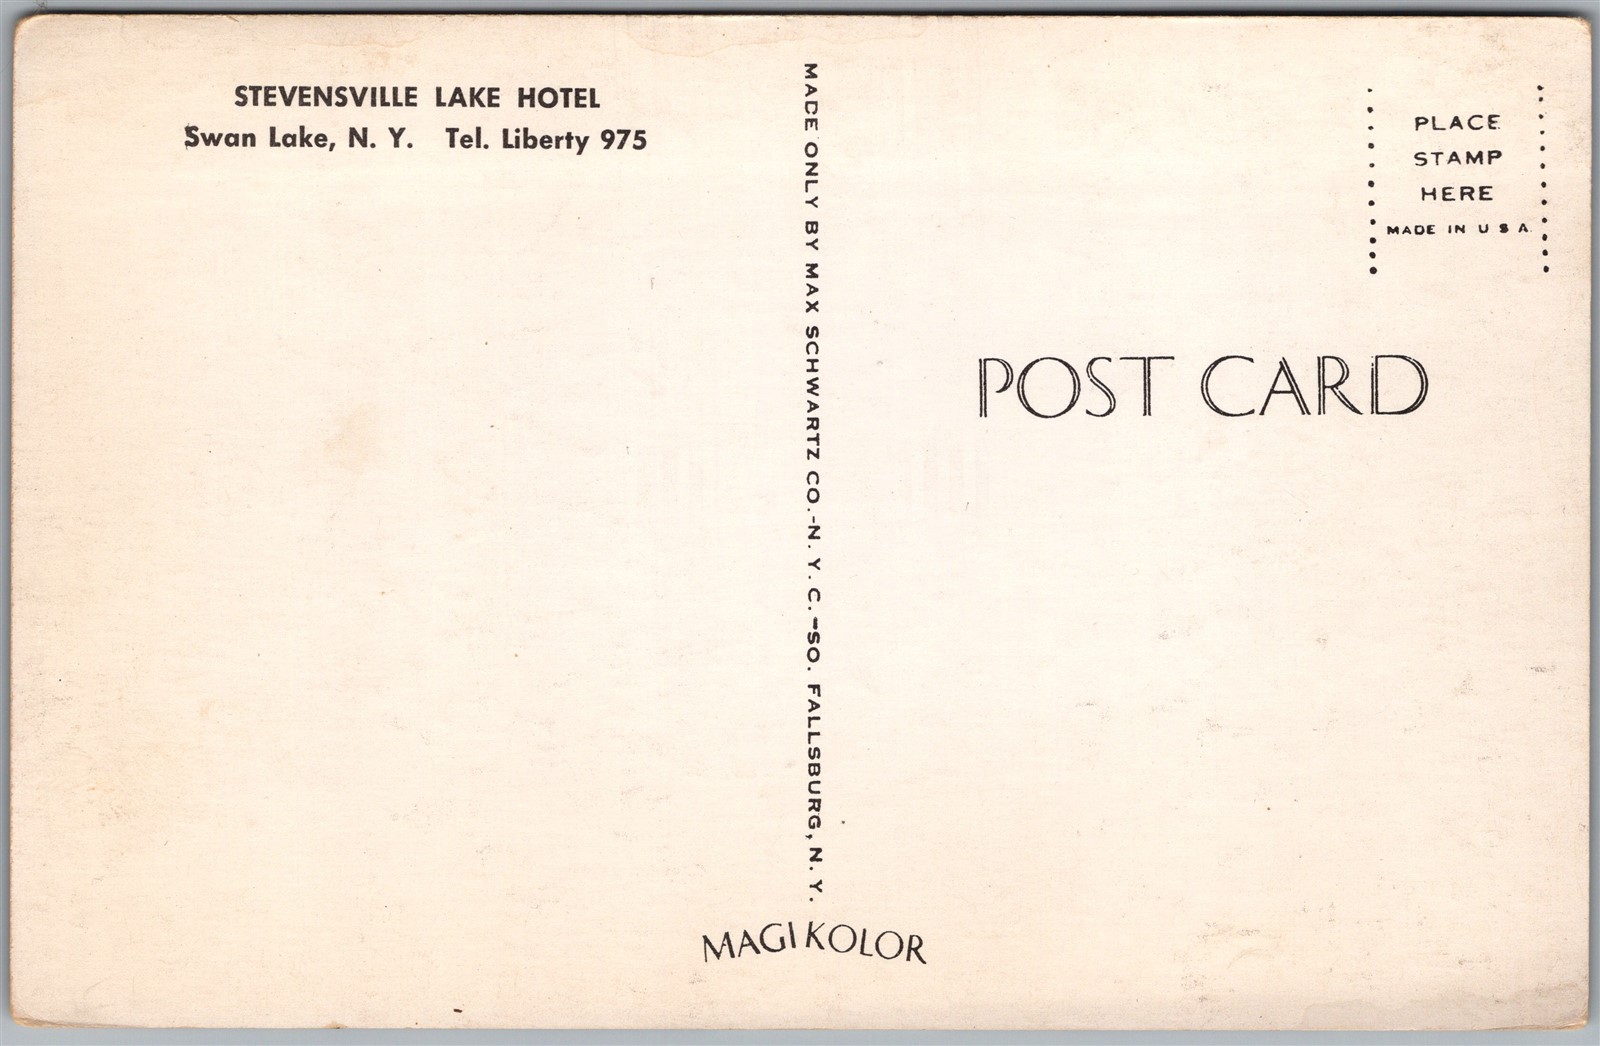 STEVENSVILLE LAKE HOTEL
Swan Lake, N. Y. Tel. Liberty 975
MADE ONLY BY MAX SCHWARTZ CO.-N. Y. C.-SO. FALLSBURG, N. Y.
PLACE
STAMP
HERE
MADE IN U S A
POST CARD
MAGIKOLOR